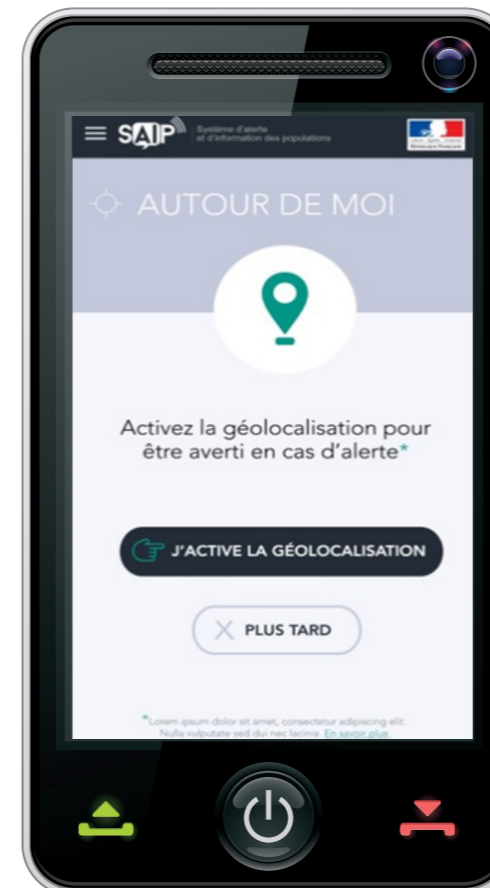 SAIP
Système d'alerte
et d'information des populations
RÉPUBLIQUE FRANÇAISE
AUTOUR DE MOI
Activez la géolocalisation pour
être averti en cas d'alerte*
J'ACTIVE LA GÉOLOCALISATION
X PLUS TARD
*Lorem ipsum dolor sit amet, consectetur adipiscing elit.
Nulla vulputate sed dui nec lacinia. En savoir plus